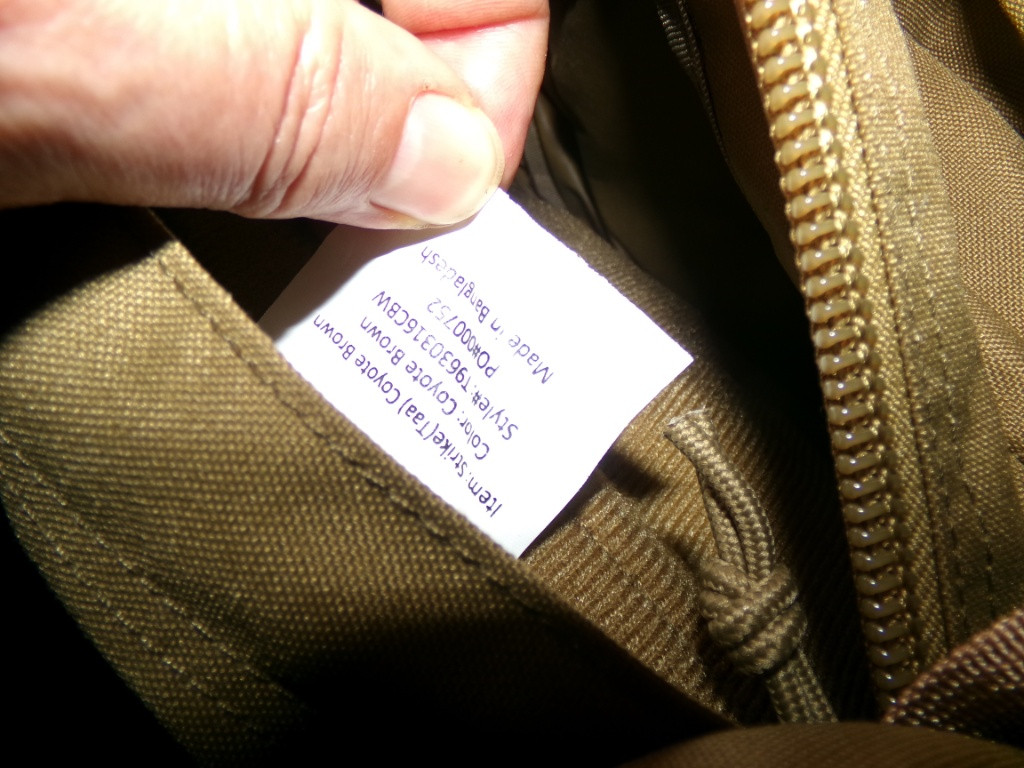 Item: strike(Taa) Coyote Brown
Color: Coyote Brown
Style#:T9630316CBW
PO#000752
Made in Bangladesh